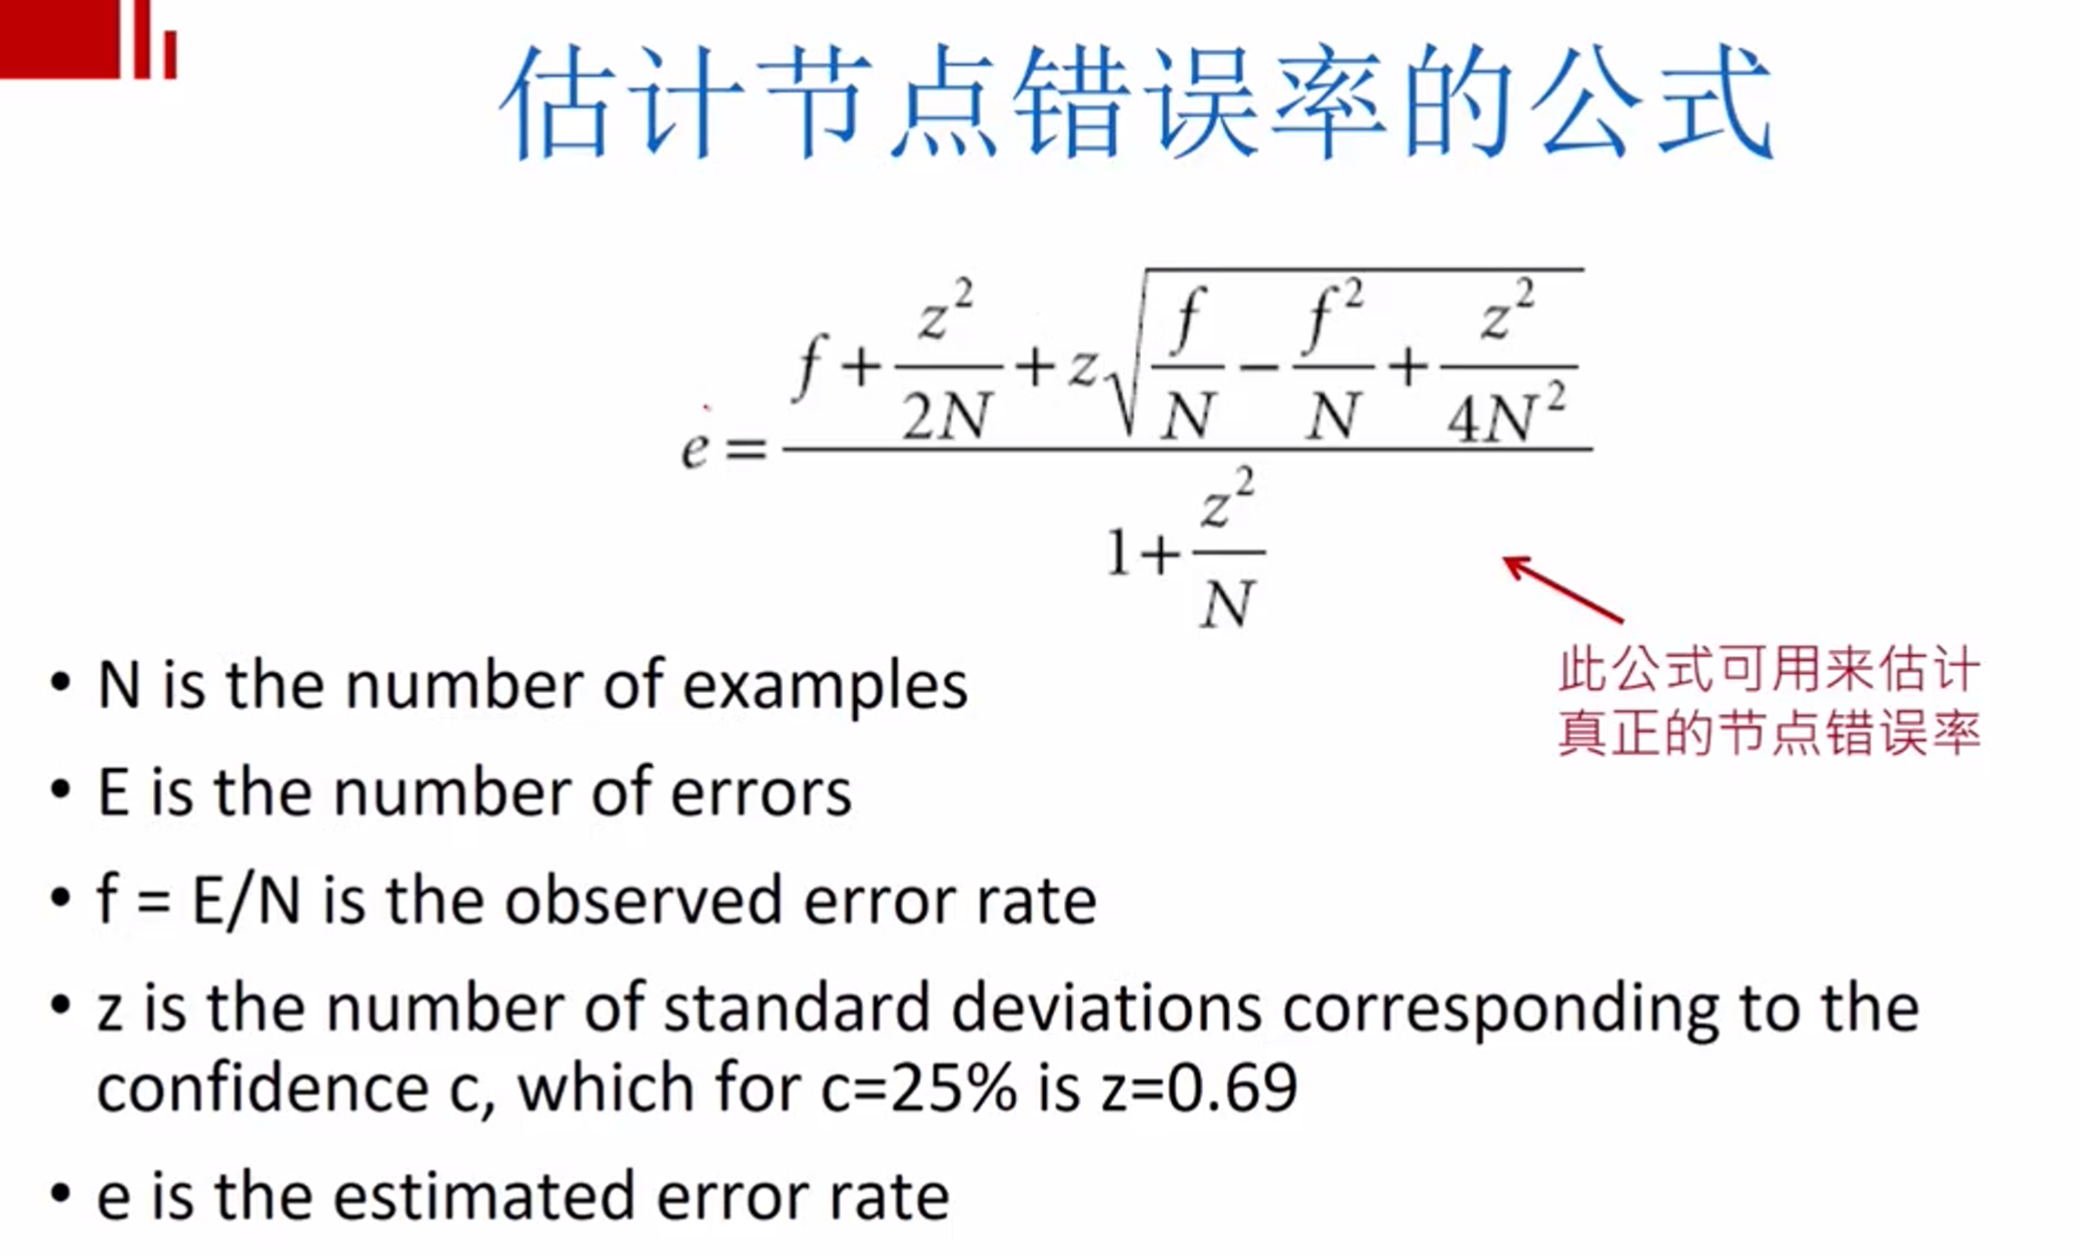 估计节点错误率的公式
e = \frac{f + \frac{z^2}{2N} + z\sqrt{\frac{f}{N} - \frac{f^2}{N} + \frac{z^2}{4N^2}}}{1 + \frac{z^2}{N}}
此公式可用来估计
真正的节点错误率
• N is the number of examples
• E is the number of errors
• f = E/N is the observed error rate
• z is the number of standard deviations corresponding to the
confidence c, which for c=25% is z=0.69
• e is the estimated error rate